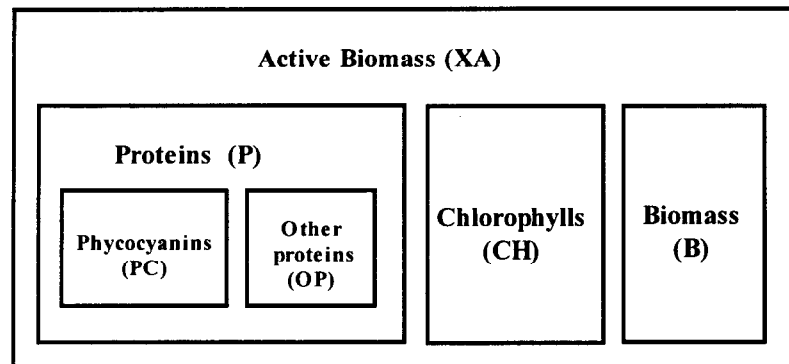 Active Biomass (XA)
Proteins (P)
Phycocyanins
(PC)
Other
proteins
(OP)
Chlorophylls
(CH)
Biomass
(B)